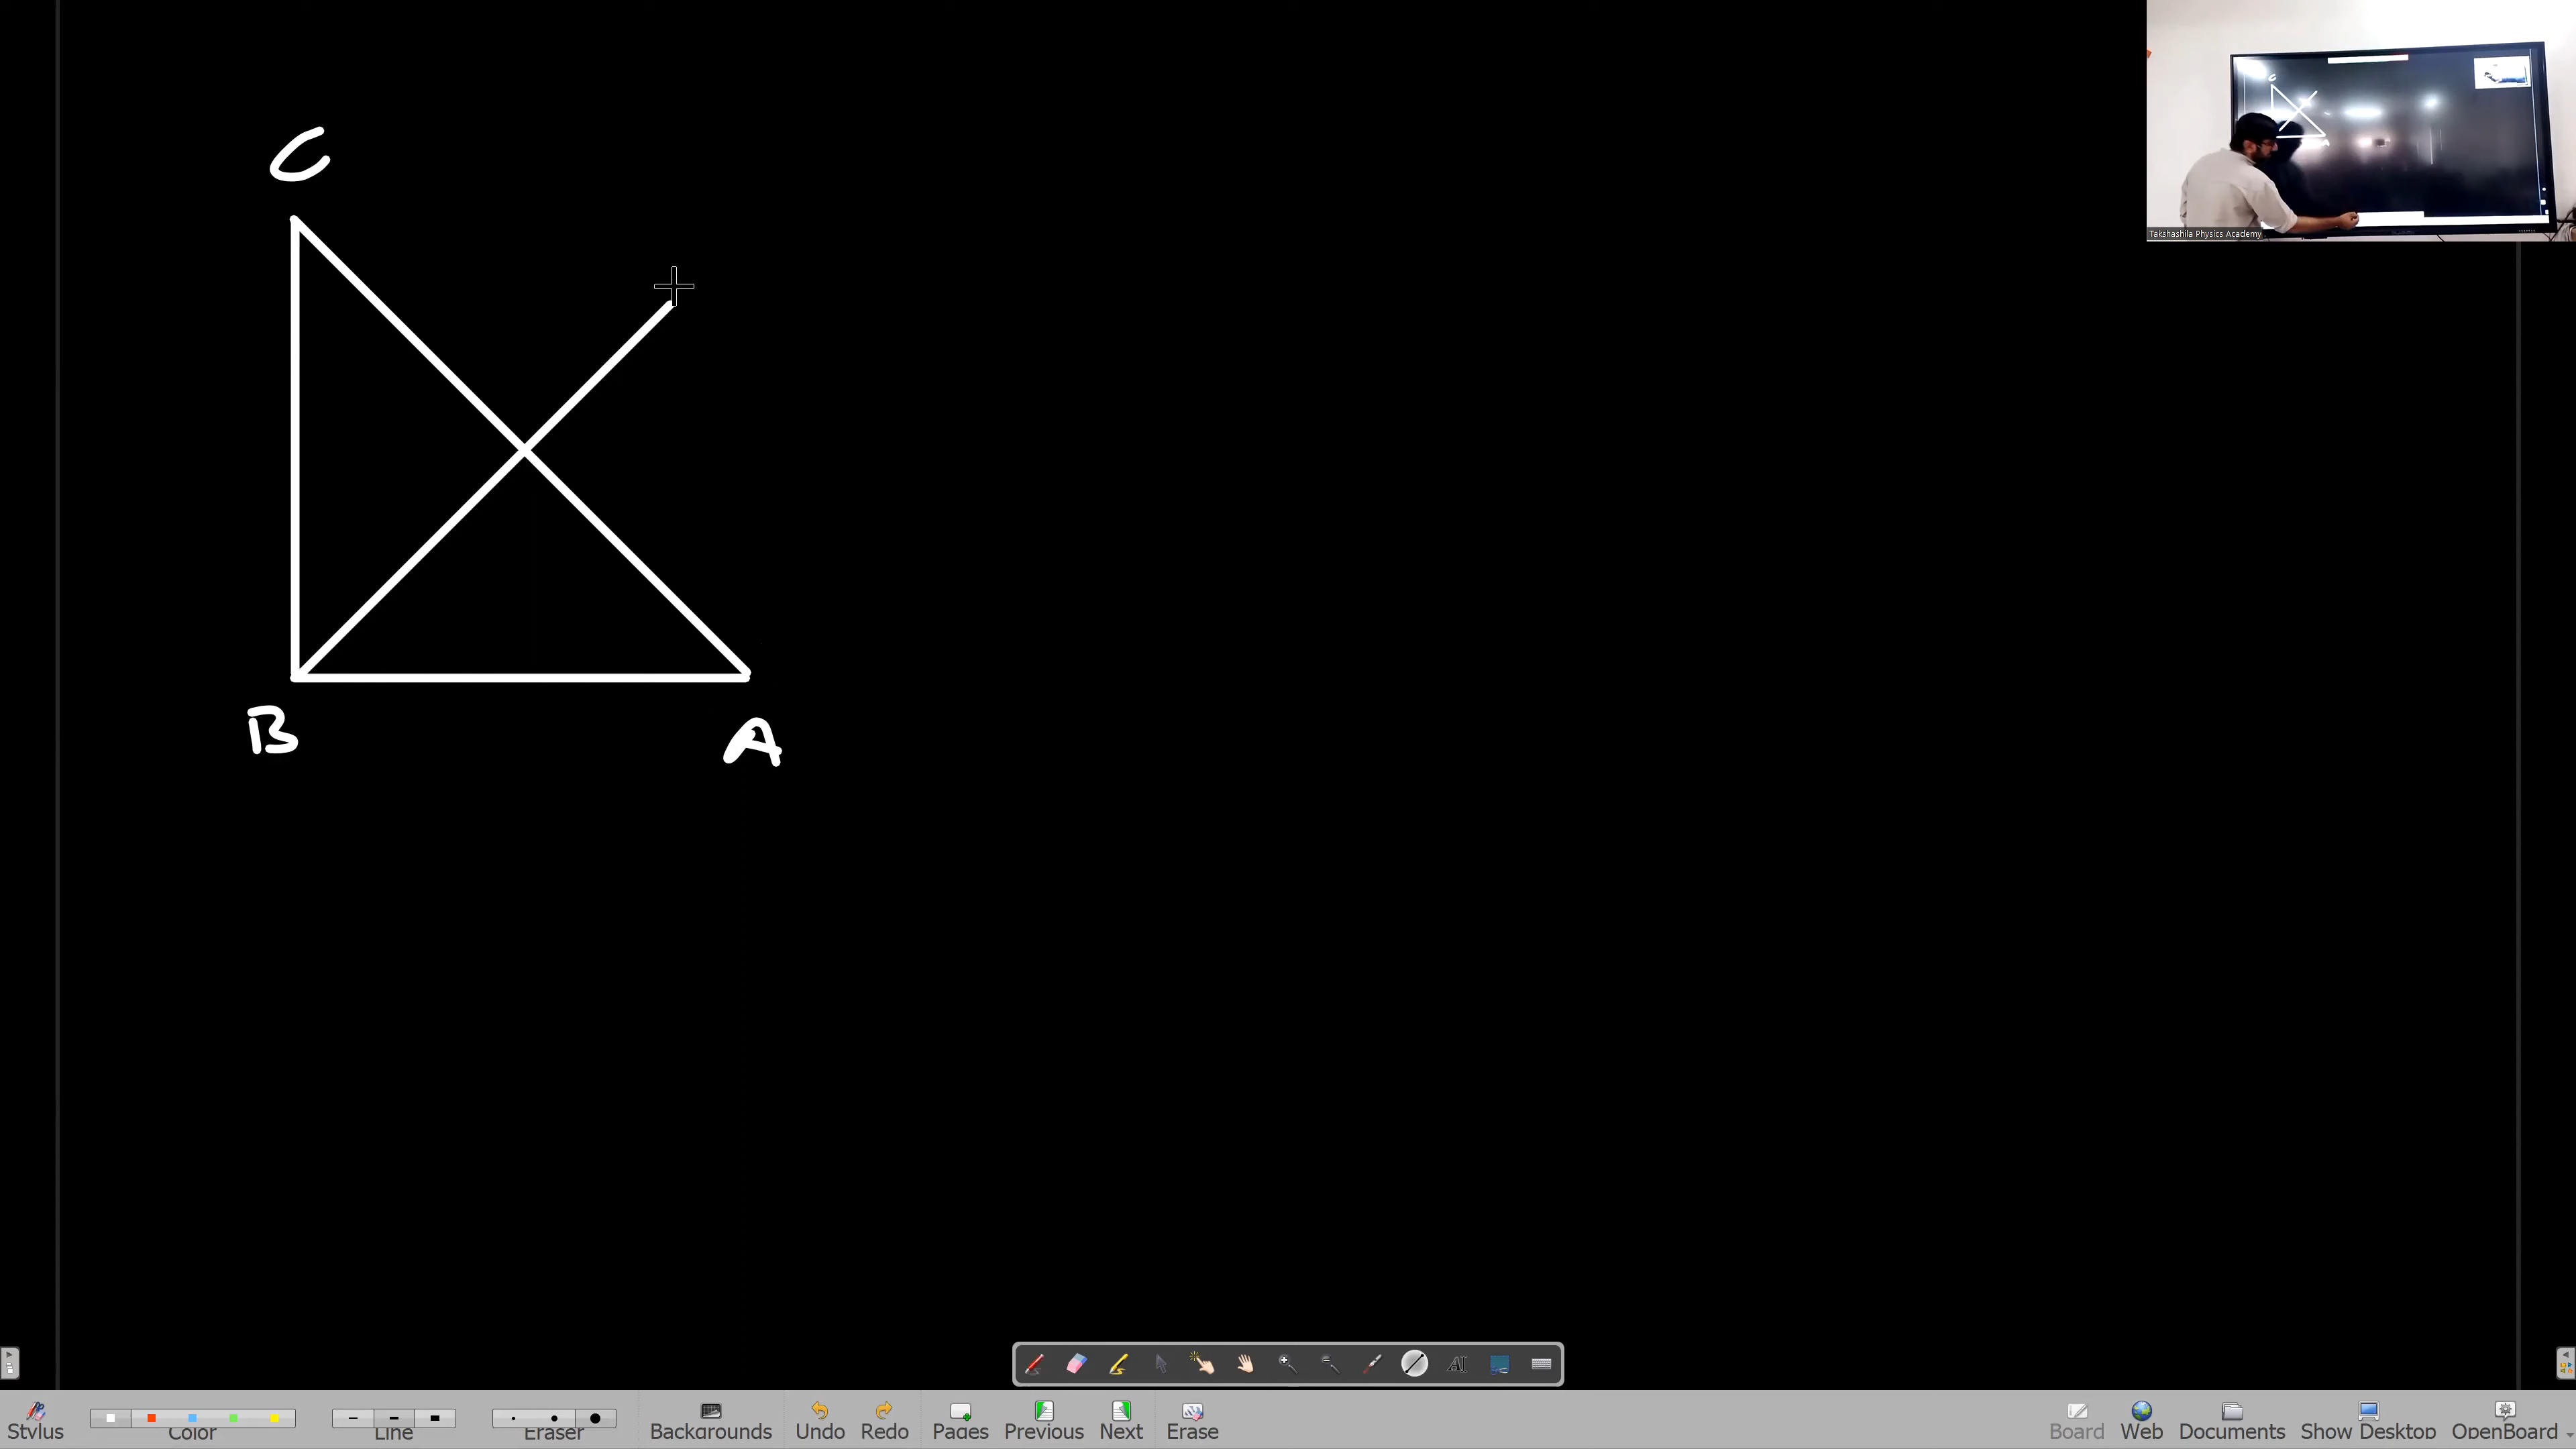 C
Takshashila Physics Academy
B
A
Stylus
Color
Line
Eraser
Backgrounds
Undo
Redo
Pages
Previous
Next
Erase
Board
Web
Documents
Show Desktop
OpenBoard